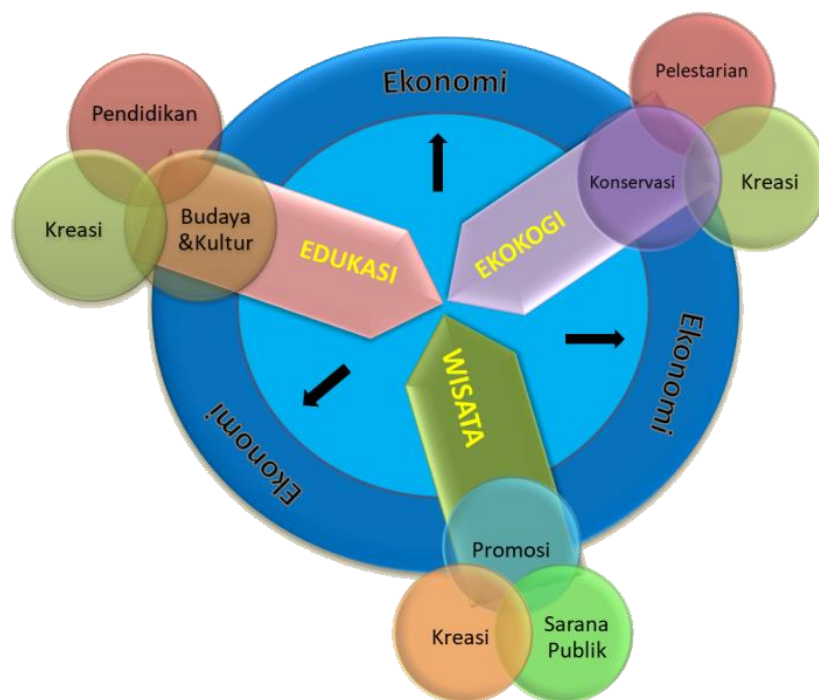 Ekonomi
Pelestarian
Konservasi
Kreasi
EKOKOGI
Pendidikan
Kreasi
Budaya
&Kultur
EDUKASI
Ekonomi
WISATA
Ekonomi
Promosi
Kreasi
Sarana
Publik